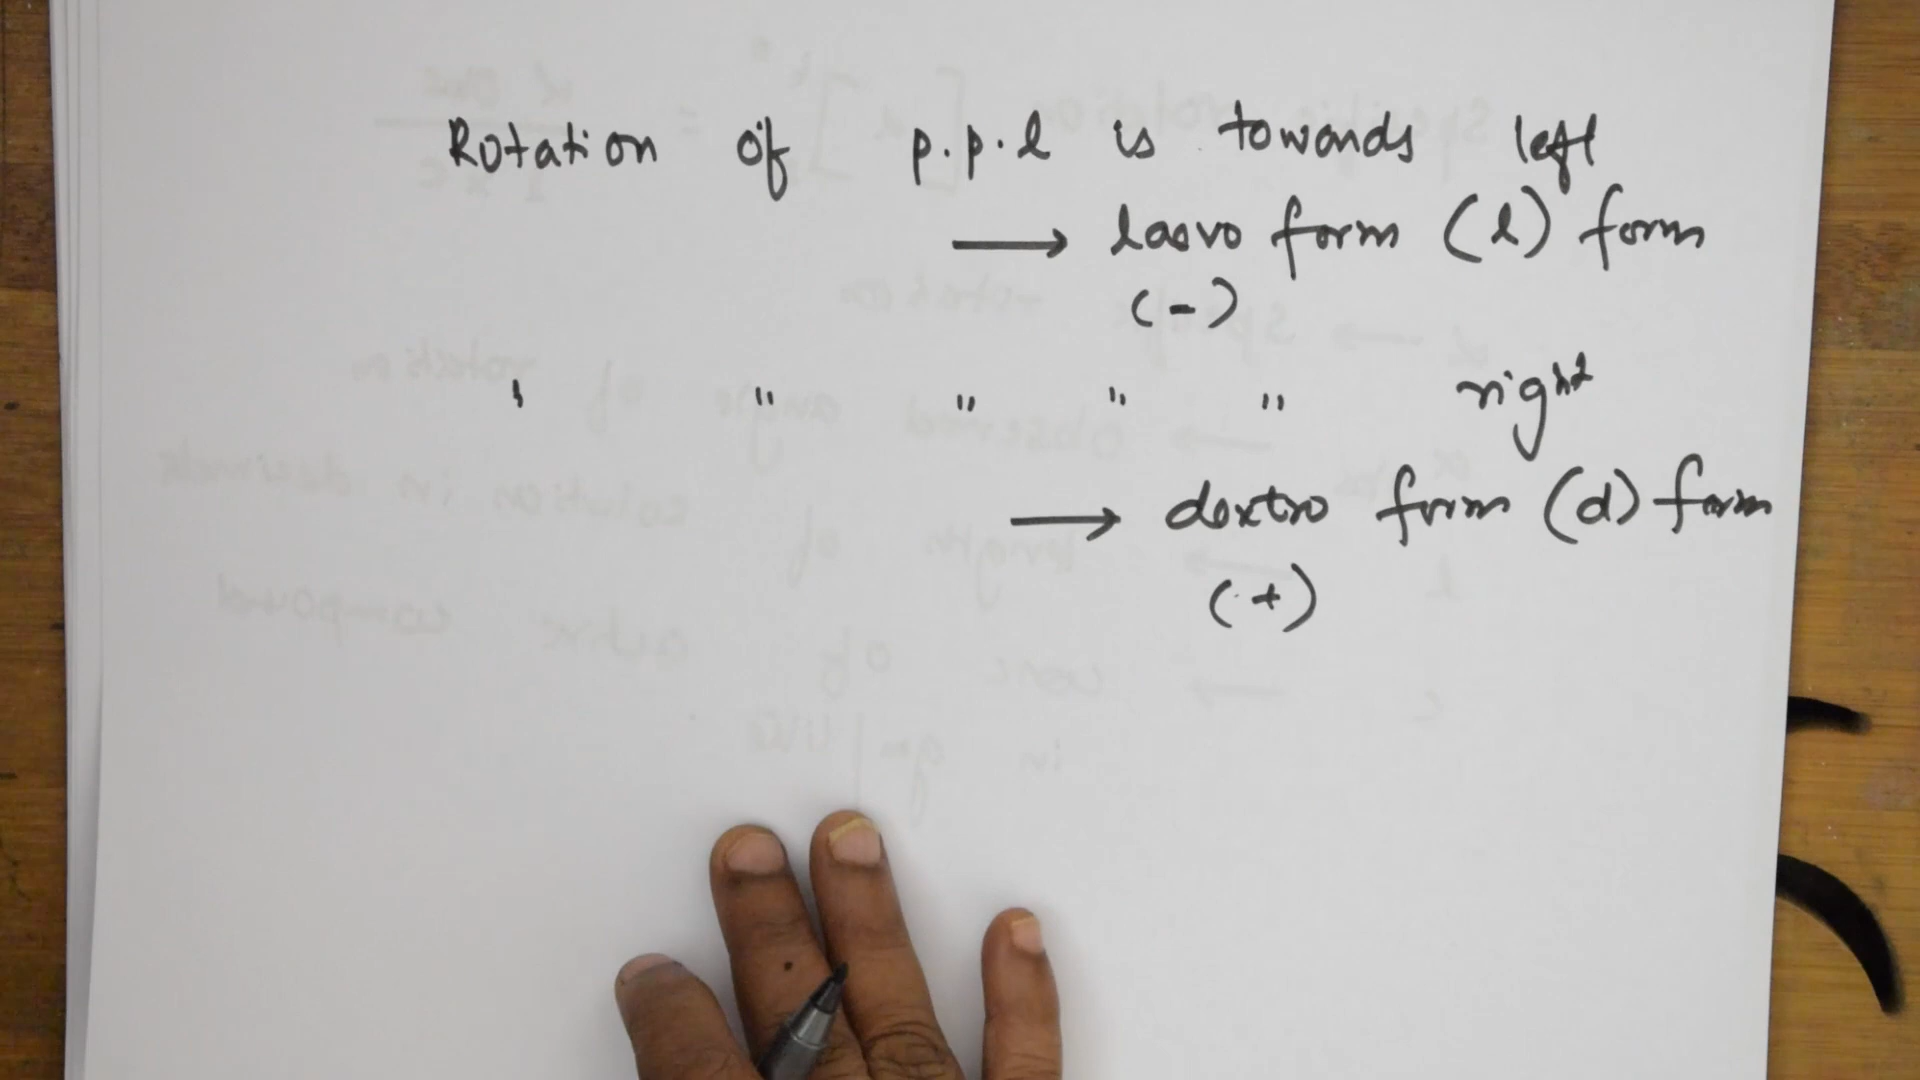 Rotation of p.p.l is towards left
→ laevo form (l) form
(-)
" " " " " right
→ dextro form (d) form
(+)